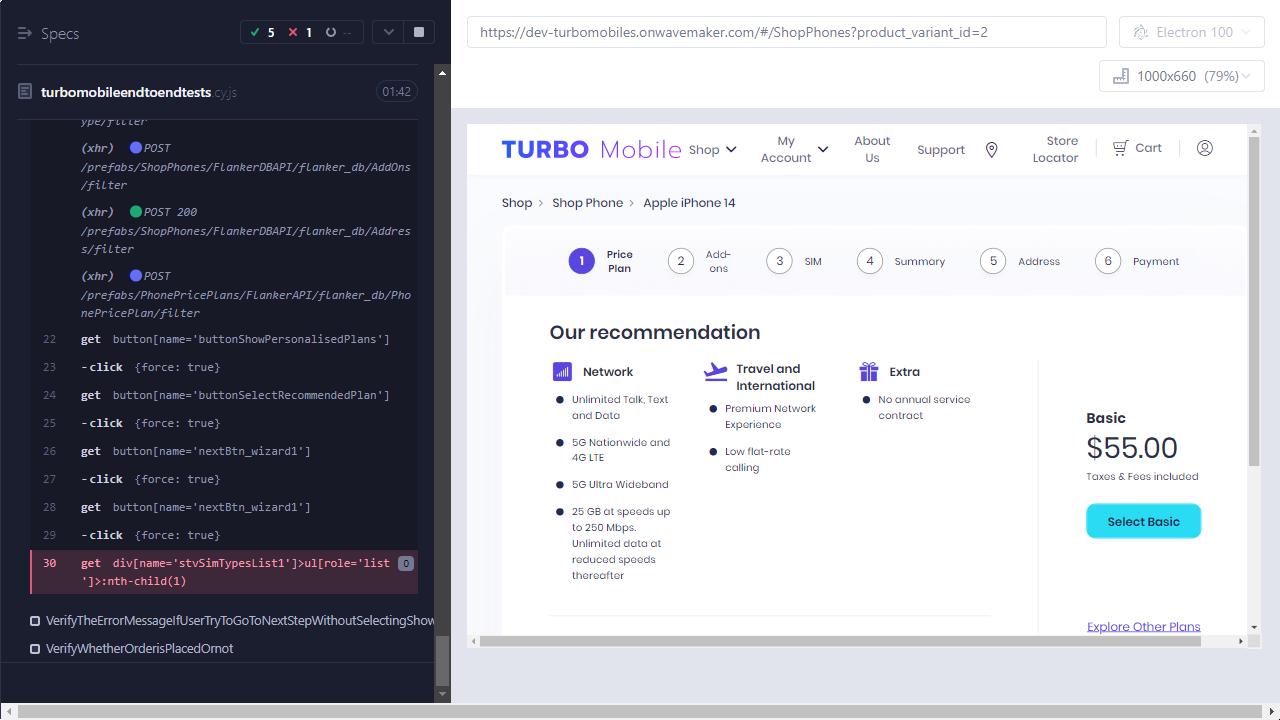 Specs
5
1
--
turbomobileendtoendtests.cy.js
01:42
ype/filter
(xhr) POST
/prefabs/ShopPhones/FlankerDBAPI/flanker_db/AddOns
/filter
(xhr) POST 200
/prefabs/ShopPhones/FlankerDBAPI/flanker_db/Addres
s/filter
(xhr) POST
/prefabs/PhonePricePlans/FlankerAPI/flanker_db/Pho
nePricePlan/filter
22 get button[name='buttonShowPersonalisedPlans']
23 -click {force: true}
24 get button[name='buttonSelectRecommendedPlan']
25 -click {force: true}
26 get button[name='nextBtn_wizard1']
27 -click {force: true}
28 get button[name='nextBtn_wizard1']
29 -click {force: true}
30 get div[name='stvSimTypesList1']>ul[role='list
']>:nth-child(1)
0
VerifyTheErrorMessageIfUserTryToGoToNextStepWithoutSelectingShow
VerifyWhetherOrderisPlacedOrnot
https://dev-turbomobiles.onwavemaker.com/#/ShopPhones?product_variant_id=2
Electron 100
1000x660 (79%)
TURBO Mobile
Shop
My
Account
About
Us
Support
Store
Locator
Cart
Shop > Shop Phone > Apple iPhone 14
1 Price
Plan
2 Add-
ons
3 SIM
4 Summary
5 Address
6 Payment
Our recommendation
Network
Unlimited Talk, Text
and Data
5G Nationwide and
4G LTE
5G Ultra Wideband
25 GB at speeds up
to 250 Mbps.
Unlimited data at
reduced speeds
thereafter
Travel and
International
Premium Network
Experience
Low flat-rate
calling
Extra
No annual service
contract
Basic
$55.00
Taxes & Fees included
Select Basic
Explore Other Plans